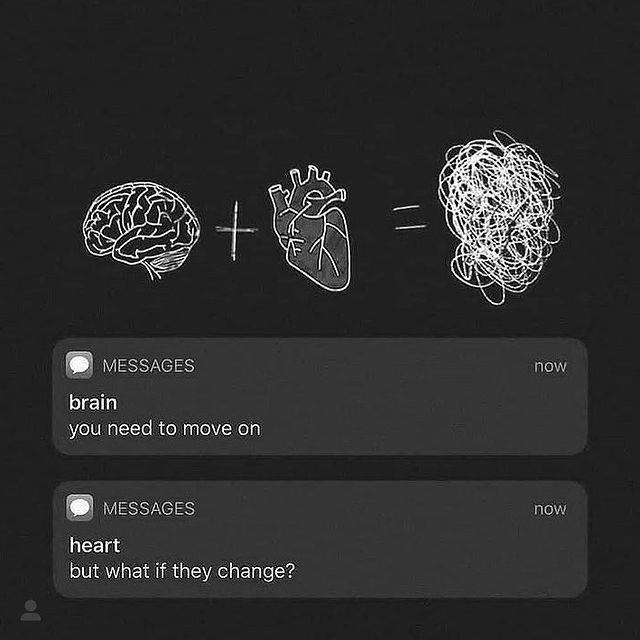 MESSAGES now
brain
you need to move on
MESSAGES now
heart
but what if they change?